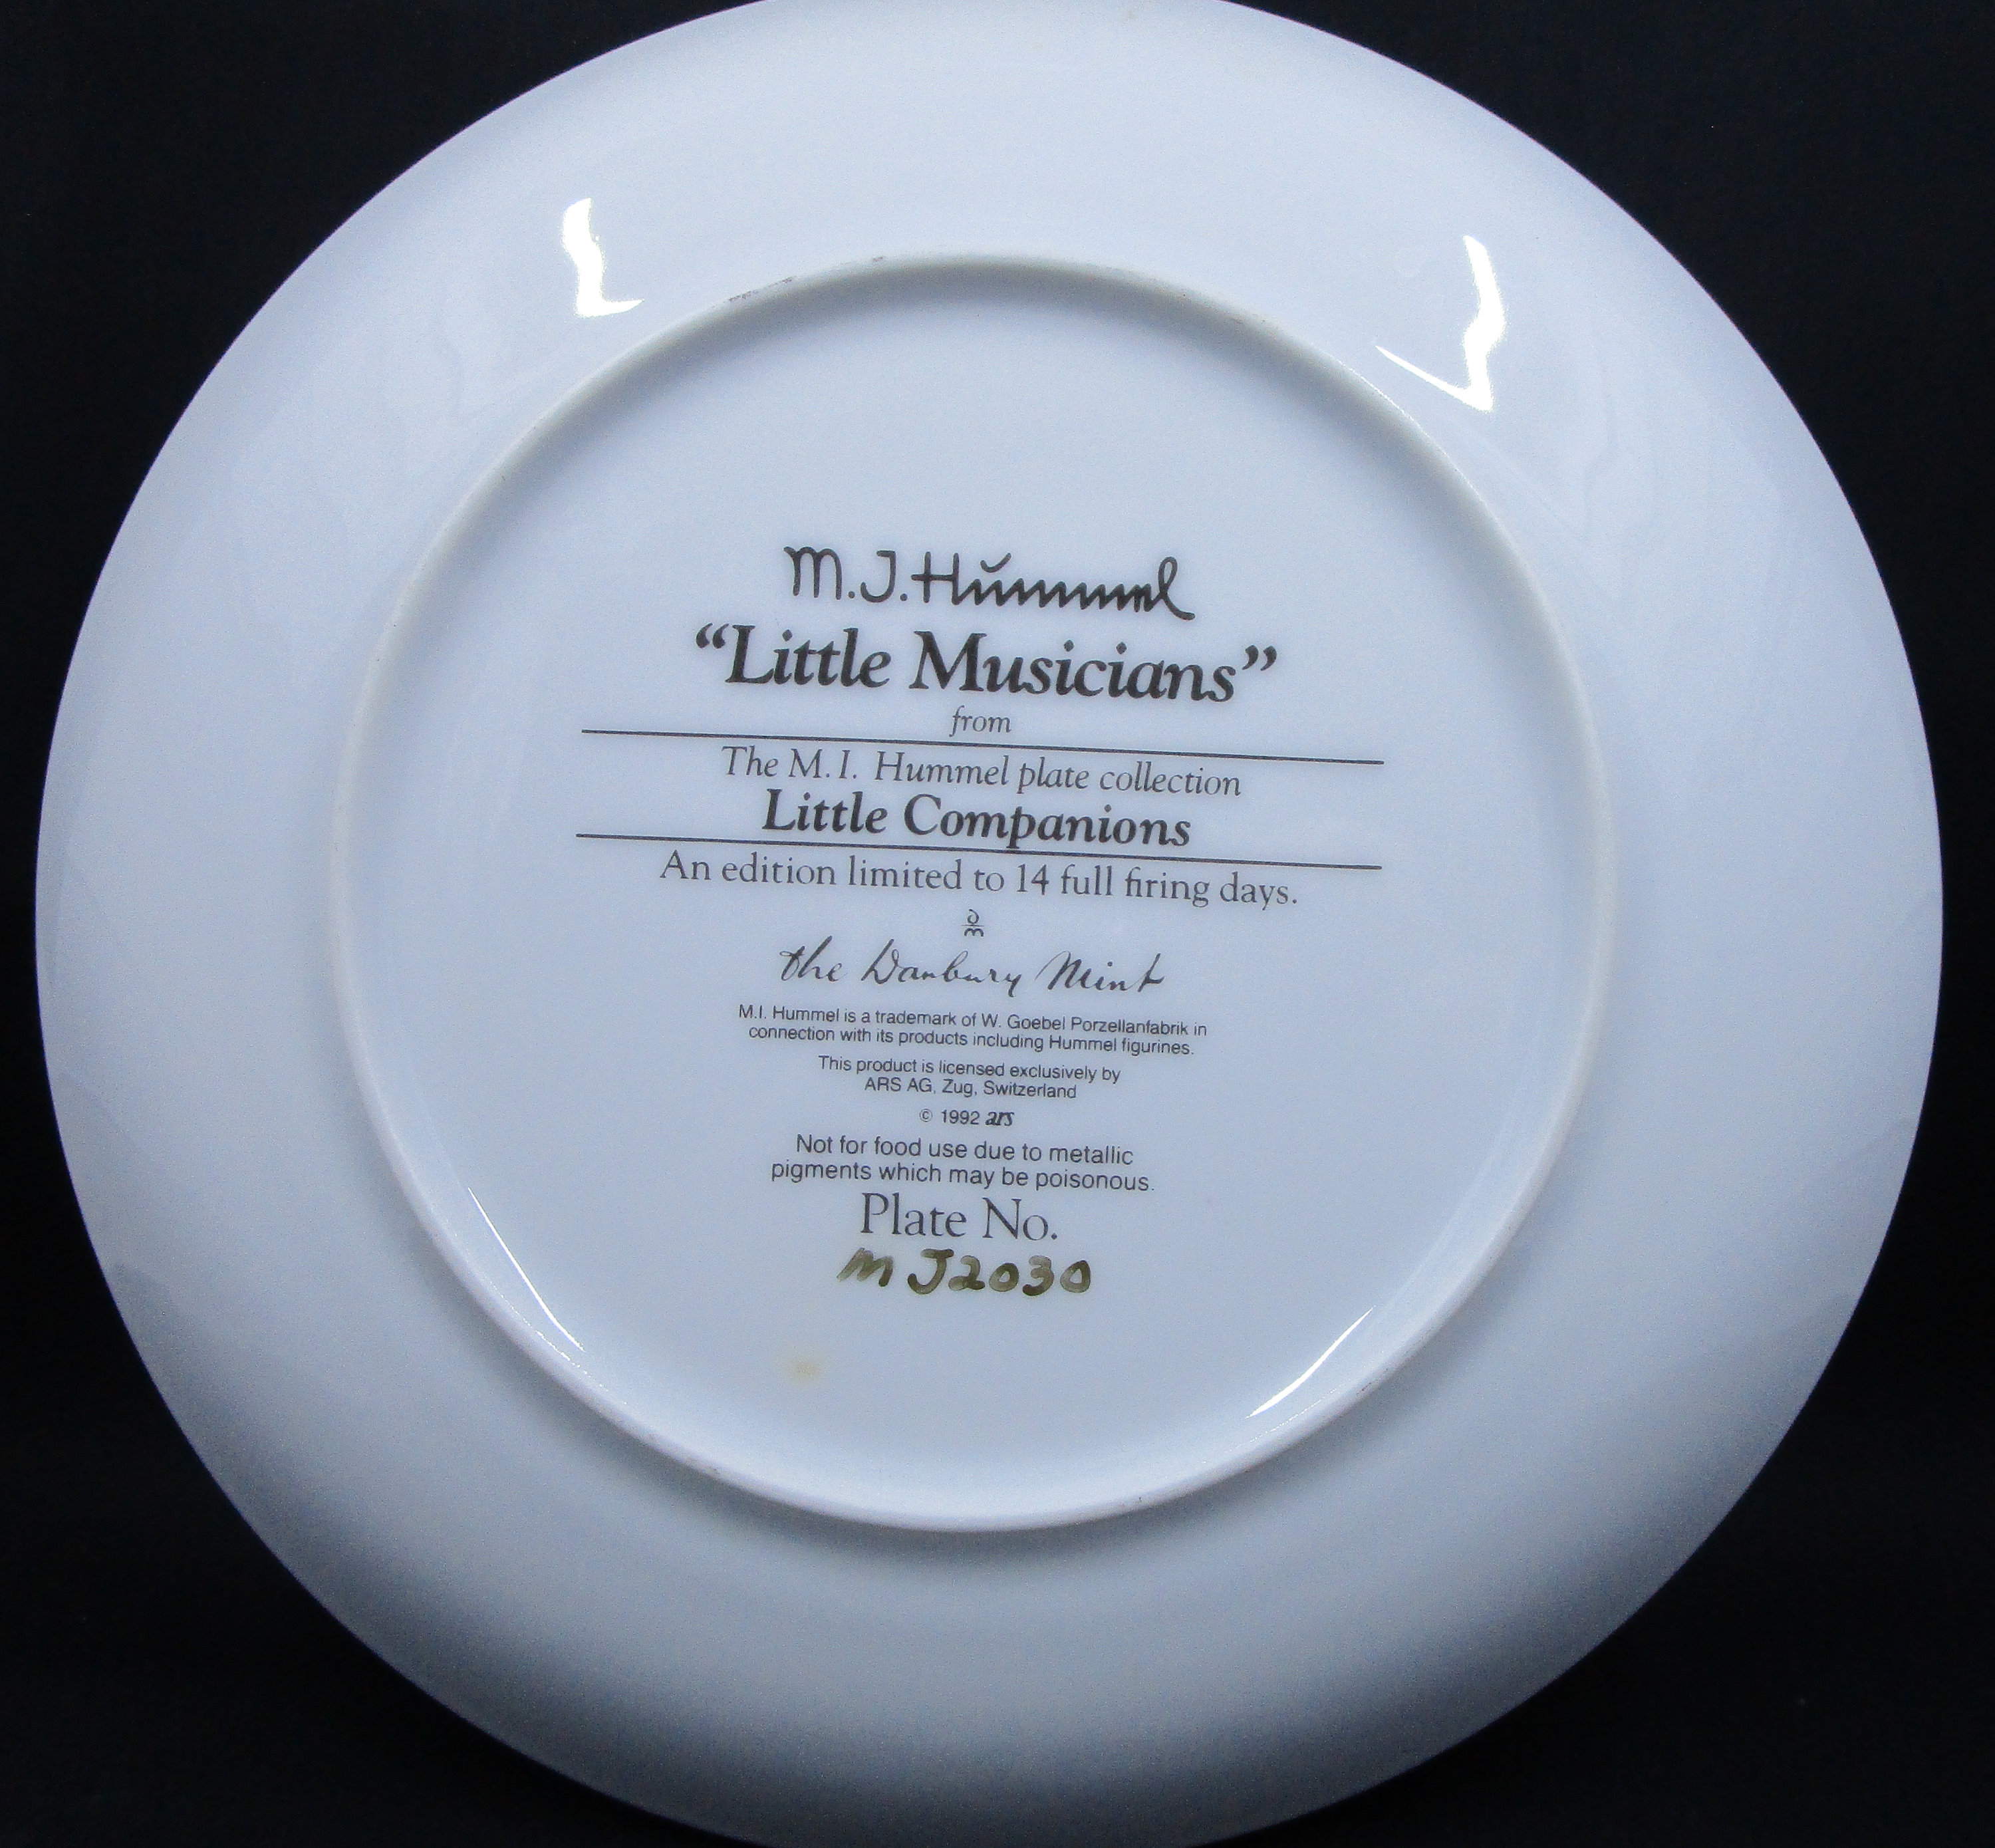 M.J. Hummel
“Little Musicians”
from
The M.I. Hummel plate collection
Little Companions
An edition limited to 14 full firing days.
the Danbury Mint
M.I. Hummel is a trademark of W. Goebel Porzellanfabrik in
connection with its products including Hummel figurines.
This product is licensed exclusively by
ARS AG, Zug, Switzerland
© 1992 ars
Not for food use due to metallic
pigments which may be poisonous.
Plate No.
MJ2030